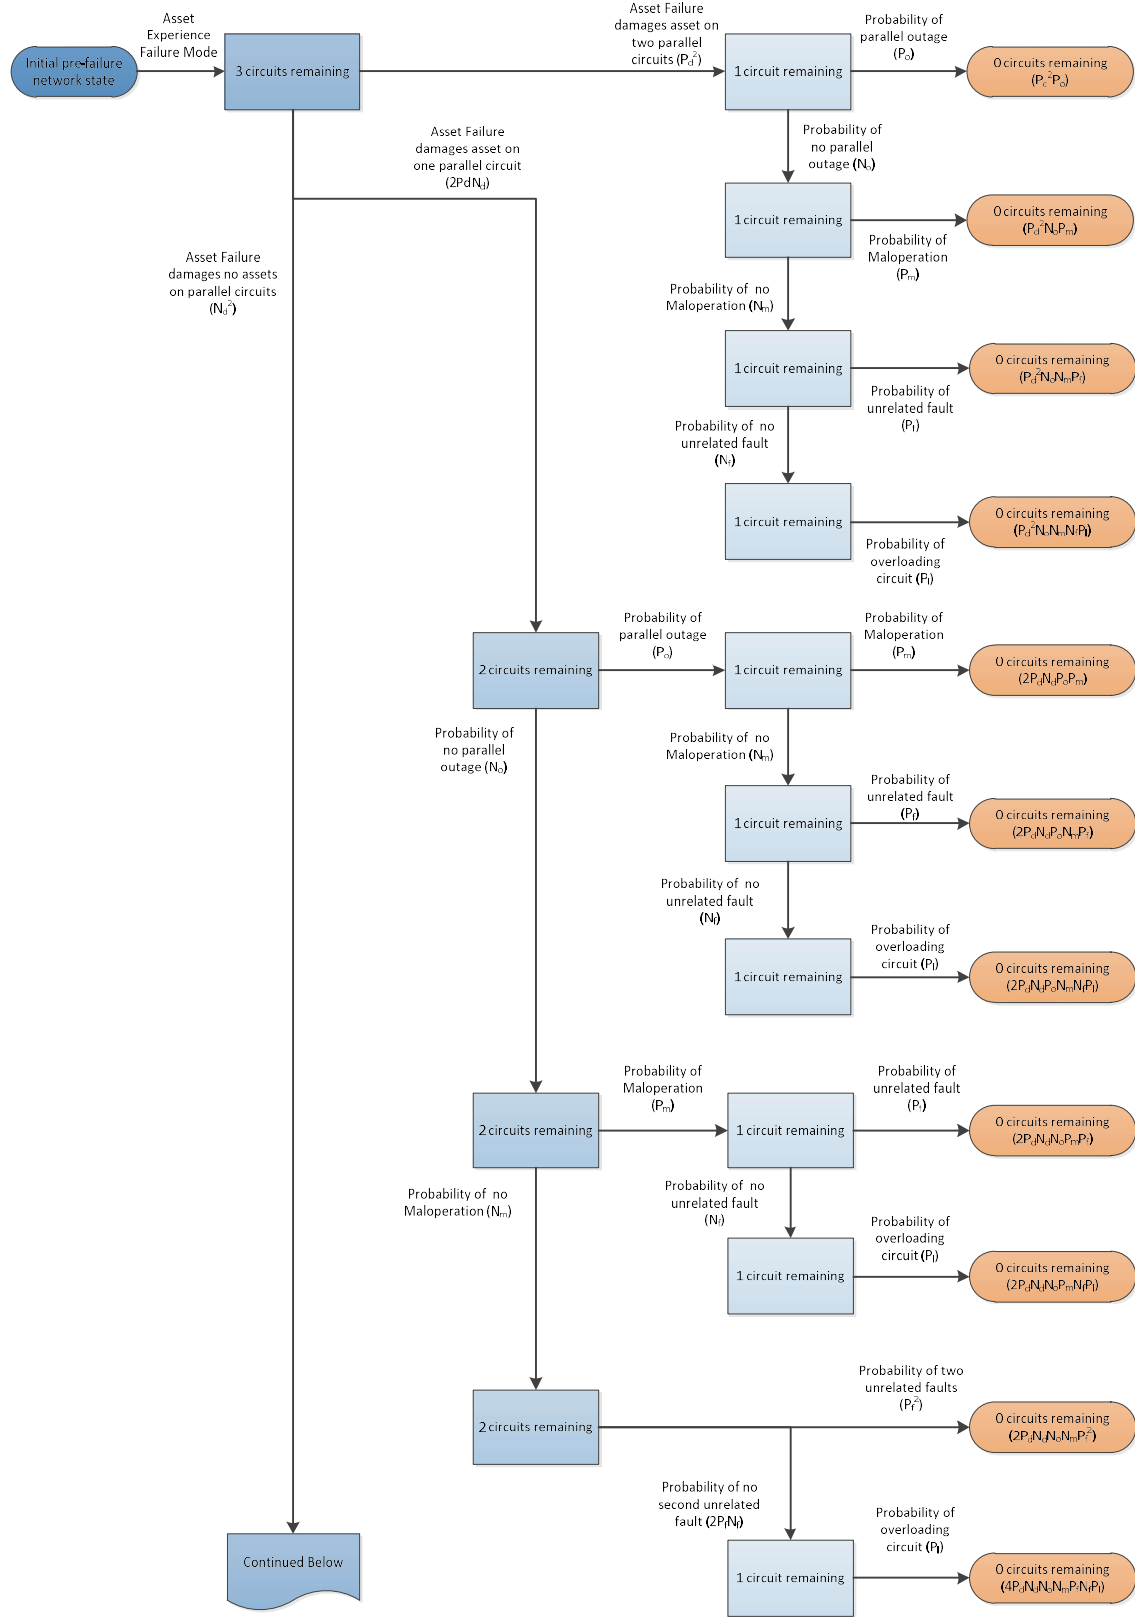 Asset
Experience
Failure Mode
Asset Failure
damages asset on
two parallel
circuits (Pd²)
Probability of
parallel outage
(Po)
Initial pre-failure
network state
3 circuits remaining
1 circuit remaining
0 circuits remaining
(Pc²Po)
Asset Failure
damages asset on
one parallel circuit
(2PdNd)
Probability of
no parallel
outage (No)
1 circuit remaining
0 circuits remaining
(Pd²NoPm)
Asset Failure
damages no assets
on parallel circuits
(Nd²)
Probability of
Maloperation
(Pm)
Probability of no
Maloperation (Nm)
1 circuit remaining
0 circuits remaining
(Pd²NoNmPf)
Probability of
unrelated fault
(Pl)
Probability of no
unrelated fault
(Nf)
1 circuit remaining
0 circuits remaining
(Pd²NoNmNfPl)
Probability of
overloading
circuit (Pl)
Probability of
parallel outage
(Po)
Probability of
Maloperation
(Pm)
2 circuits remaining
1 circuit remaining
0 circuits remaining
(2PdNdPoPm)
Probability of
no parallel
outage (No)
Probability of no
Maloperation (Nm)
Probability of
unrelated fault
(Pf)
1 circuit remaining
0 circuits remaining
(2PdNdPoNmPf)
Probability of no
unrelated fault
(Nf)
Probability of
overloading
circuit (Pl)
1 circuit remaining
0 circuits remaining
(2PdNdPoNmNfPl)
Probability of
Maloperation
(Pm)
Probability of
unrelated fault
(Pf)
2 circuits remaining
1 circuit remaining
0 circuits remaining
(2PdNdNoPmPf)
Probability of no
Maloperation (Nm)
Probability of no
unrelated fault
(Nf)
Probability of
overloading
circuit (Pl)
1 circuit remaining
0 circuits remaining
(2PdNdNoPmNfPl)
Probability of two
unrelated faults
(Pf²)
2 circuits remaining
0 circuits remaining
(2PdNdNoNmPf²)
Probability of no
second unrelated
fault (2PfNf)
Probability of
overloading
circuit (Pl)
Continued Below
1 circuit remaining
0 circuits remaining
(4PdNdNoNmPfNfPl)